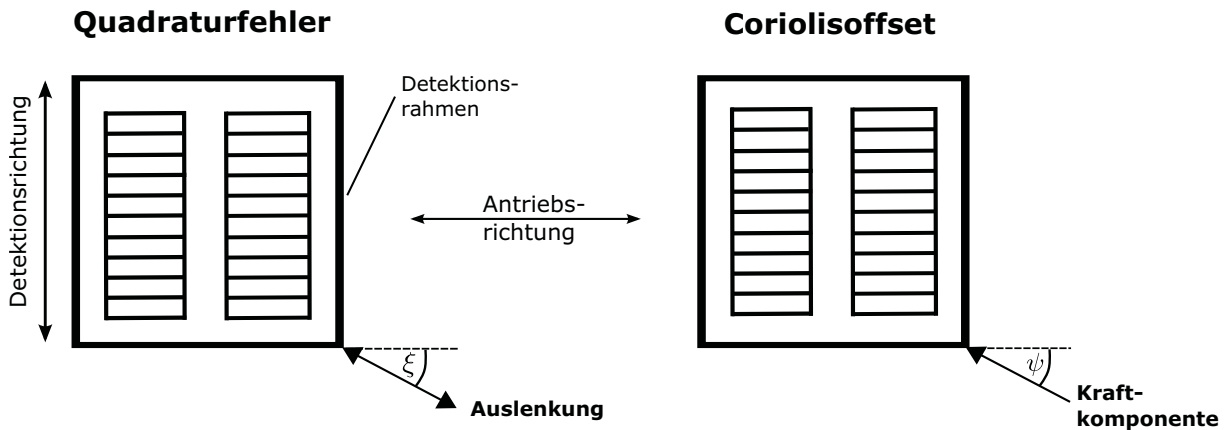 Quadraturfehler
Coriolisoffset
Detektionsrichtung
Detektions-
rahmen
Antriebs-
richtung
ξ
Auslenkung
ψ
Kraft-
komponente